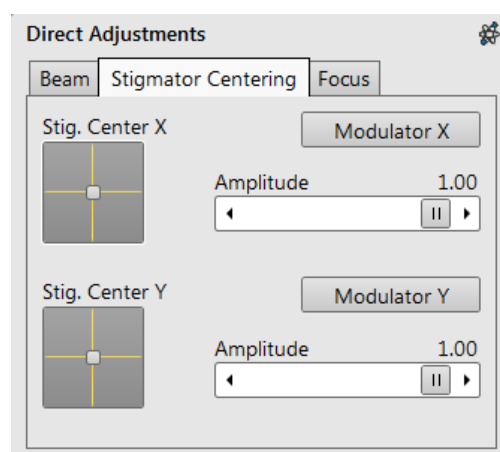 Direct Adjustments
Beam Stigmator Centering Focus
Stig. Center X Modulator X
Amplitude 1.00
Stig. Center Y Modulator Y
Amplitude 1.00